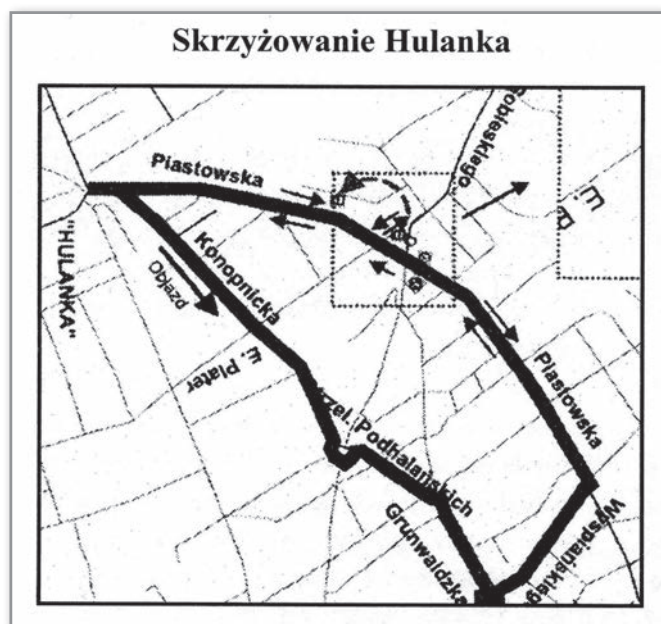 Skrzyżowanie Hulanka
Sobieskiego
Piastowska
"HULANKA"
Konopnicka
Objazd
E. Plater
Strzel. Podhalańskich
Piastowska
Grunwaldzka
Wyspiańskiego